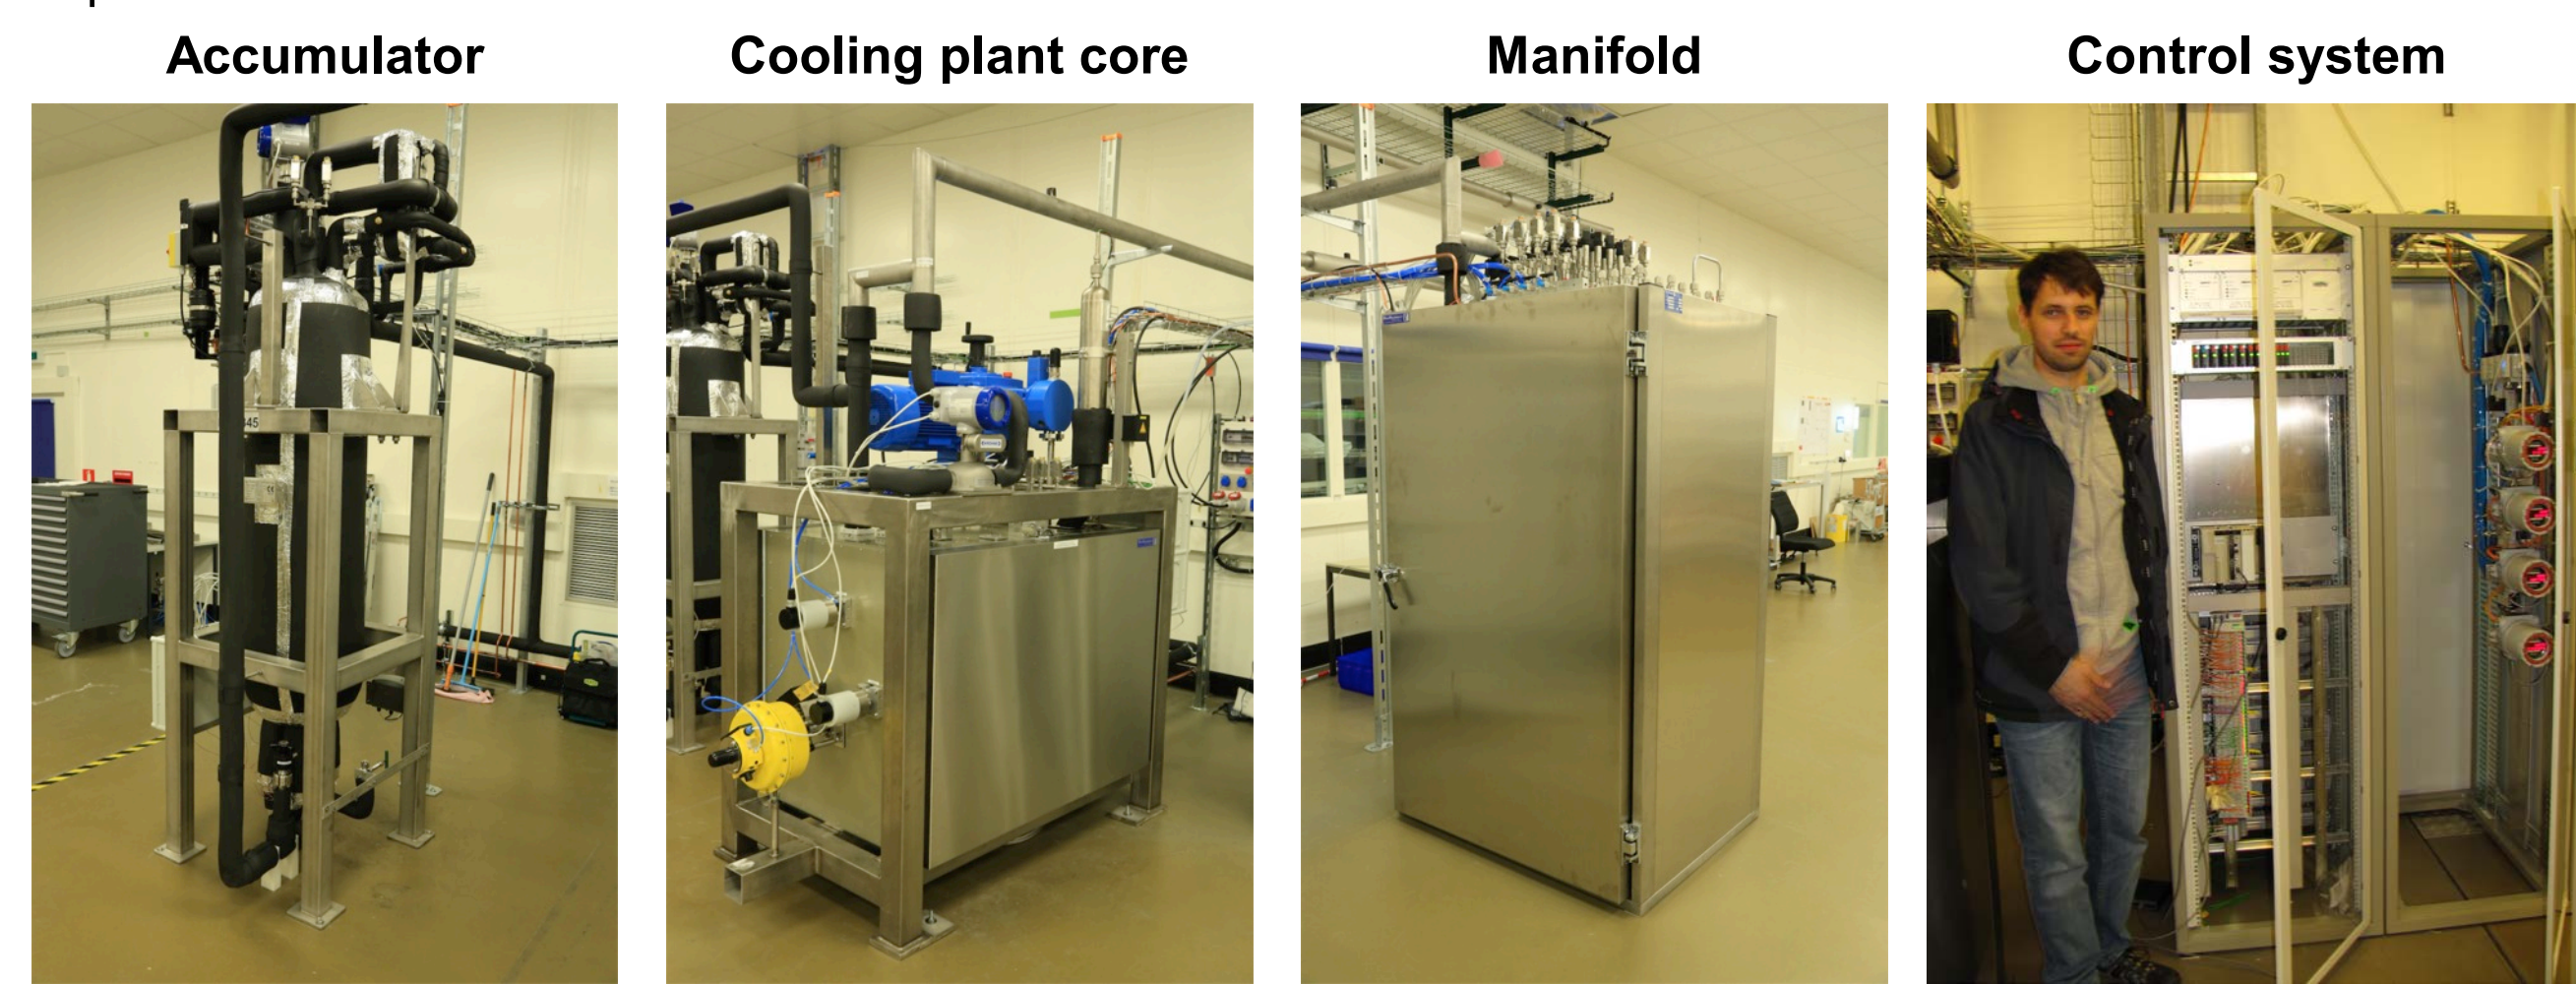 Accumulator
Cooling plant core
Manifold
Control system